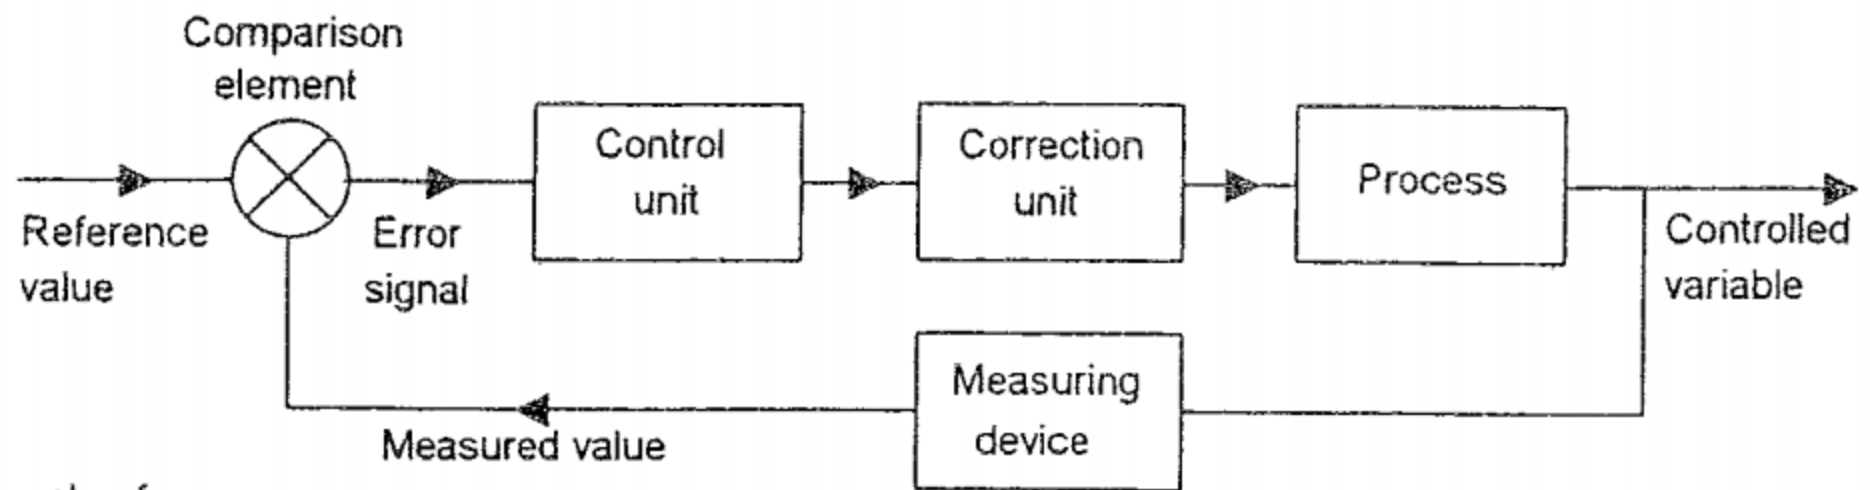 Comparison
element
Control
unit
Correction
unit
Process
Reference
value
Error
signal
Controlled
variable
Measuring
device
Measured value